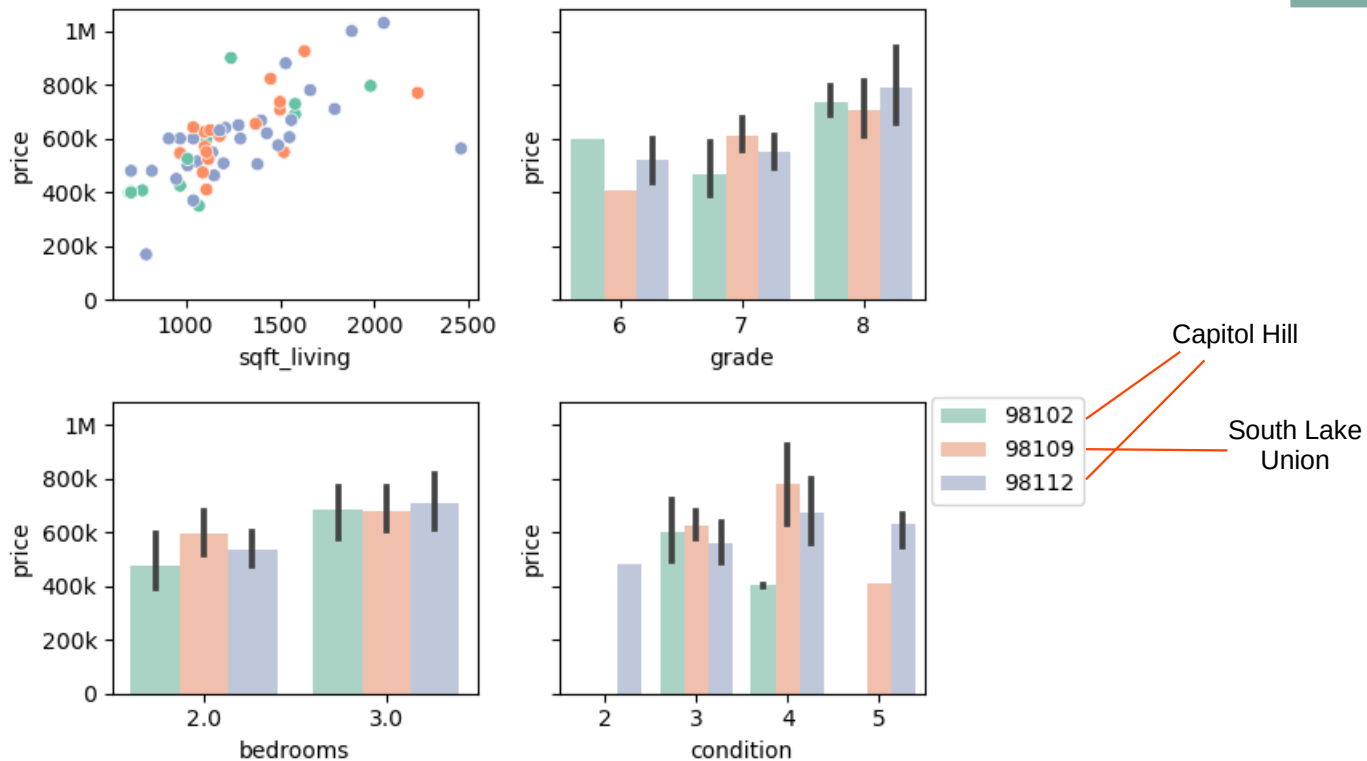 1M
800k
600k
400k
200k
0
price
1000 1500 2000 2500
sqft_living
price
6 7 8
grade
1M
800k
600k
400k
200k
0
price
2.0 3.0
bedrooms
price
2 3 4 5
condition
98102
98109
98112
Capitol Hill
South Lake
Union